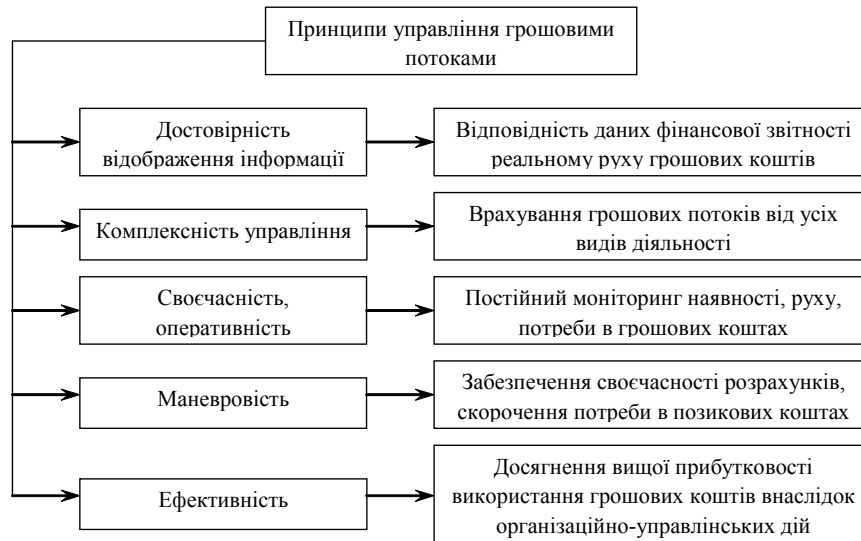 Принципи управління грошовими
потоками
Достовірність
відображення інформації
Відповідність даних фінансової звітності
реальному руху грошових коштів
Комплексність управління
Врахування грошових потоків від усіх
видів діяльності
Своєчасність,
оперативність
Постійний моніторинг наявності, руху,
потреби в грошових коштах
Маневровість
Забезпечення своєчасності розрахунків,
скорочення потреби в позикових коштах
Ефективність
Досягнення вищої прибутковості
використання грошових коштів внаслідок
організаційно-управлінських дій